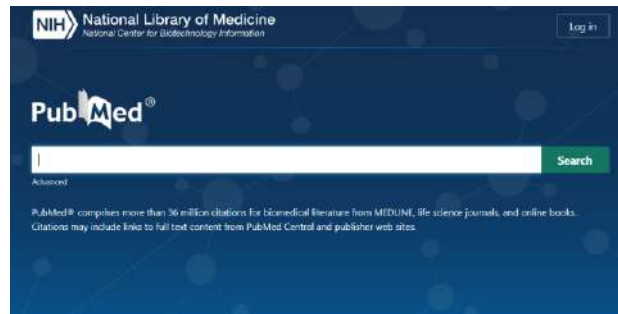 NIH National Library of Medicine
National Center for Biotechnology Information
Log in
PubMed®
Search
Advanced
PubMed® comprises more than 36 million citations for biomedical literature from MEDLINE, life science journals, and online books.
Citations may include links to full text content from PubMed Central and publisher web sites.